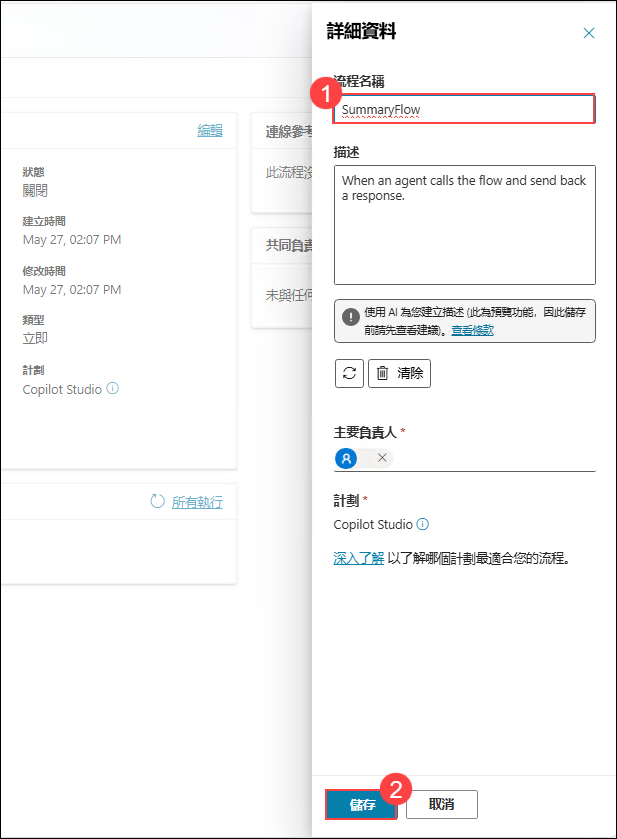 編輯
狀態
關閉
建立時間
May 27, 02:07 PM
修改時間
May 27, 02:07 PM
類型
立即
計劃
Copilot Studio
所有執行
連線參考
此流程沒
共同負責
未與任何
詳細資料
流程名稱
1
SummaryFlow
描述
When an agent calls the flow and send back
a response.
使用 AI 為您建立描述 (此為預覽功能，因此儲存
前請先查看建議)。查看條款
清除
主要負責人 *
計劃 *
Copilot Studio
深入了解 以了解哪個計劃最適合您的流程。
儲存
2
取消